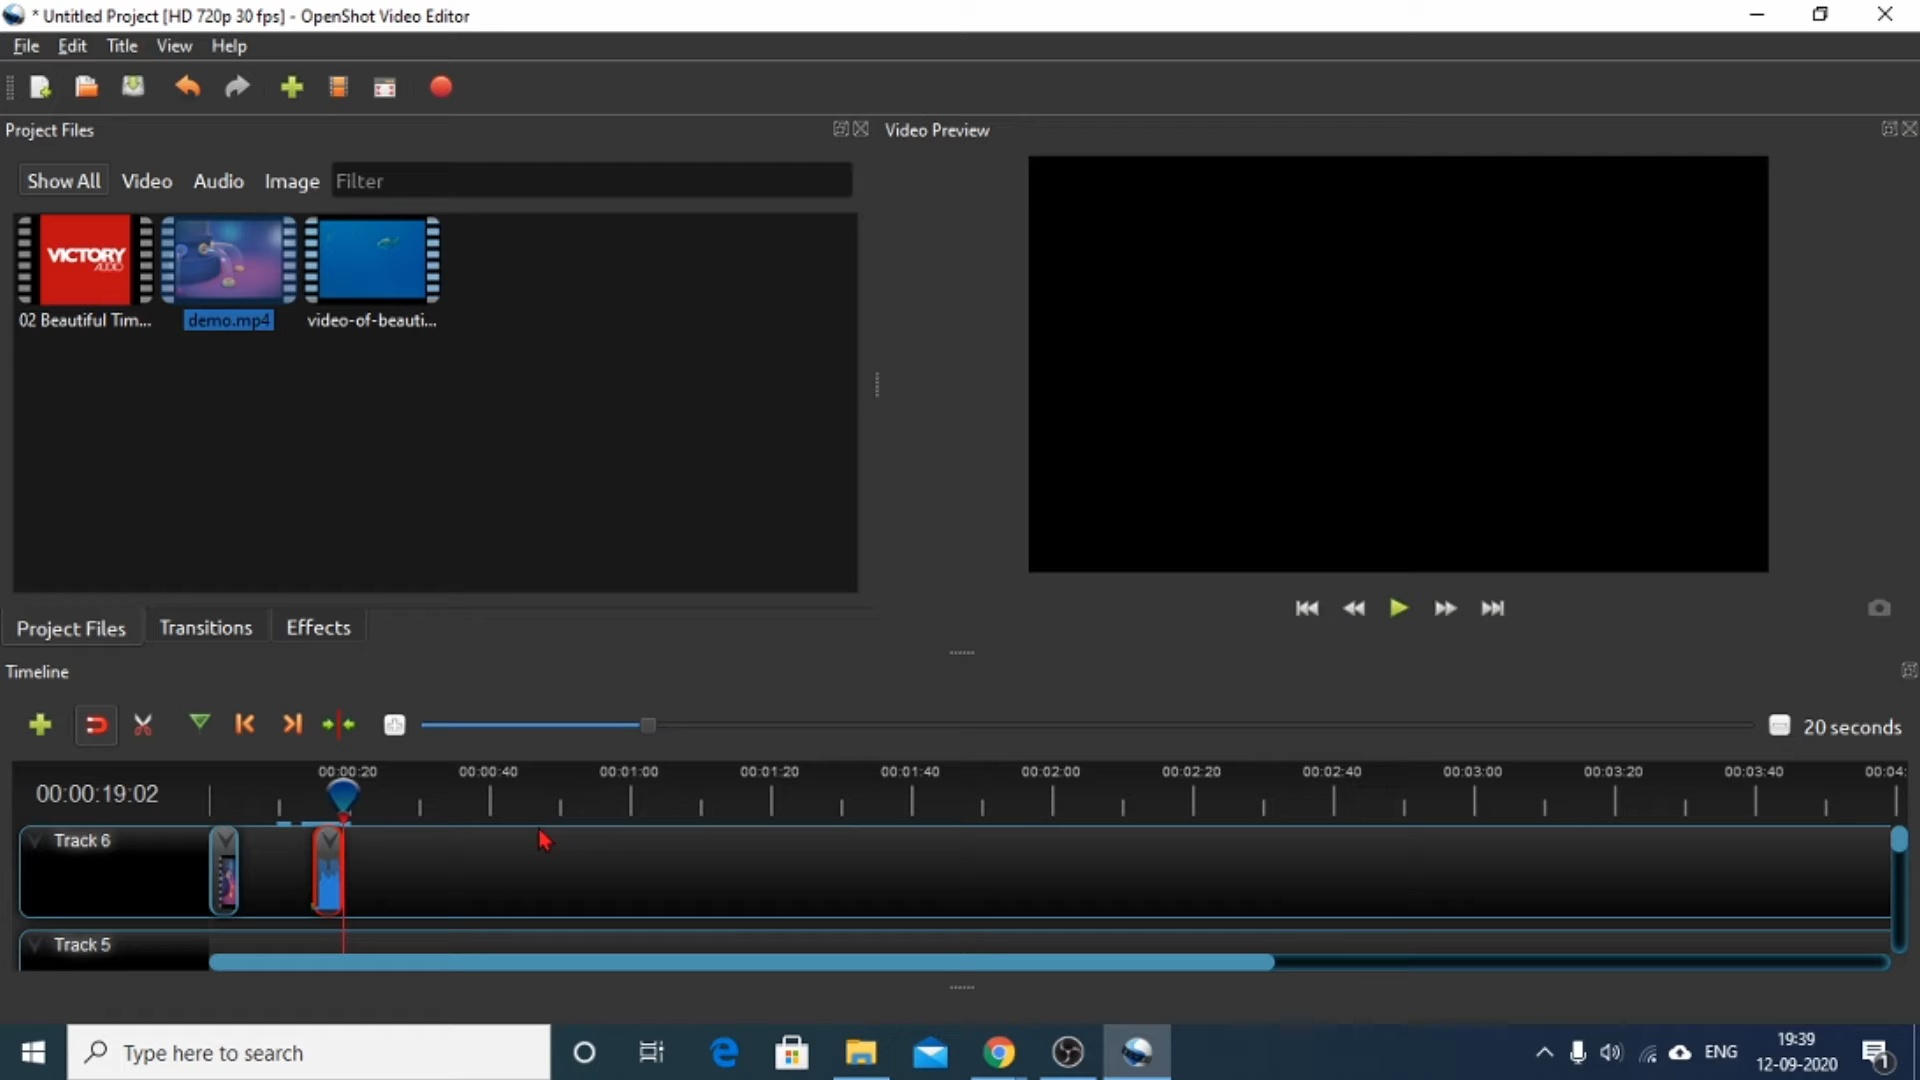 * Untitled Project [HD 720p 30 fps] - OpenShot Video Editor
File Edit Title View Help
Project Files
Video Preview
Show All Video Audio Image Filter
VICTORY
AUDIO
02 Beautiful Tim... demo.mp4 video-of-beauti...
Project Files Transitions Effects
Timeline
20 seconds
00:00:19:02
00:00:20 00:00:40 00:01:00 00:01:20 00:01:40 00:02:00 00:02:20 00:02:40 00:03:00 00:03:20 00:03:40 00:04:
Track 6
Track 5
Type here to search
ENG
19:39
12-09-2020
1